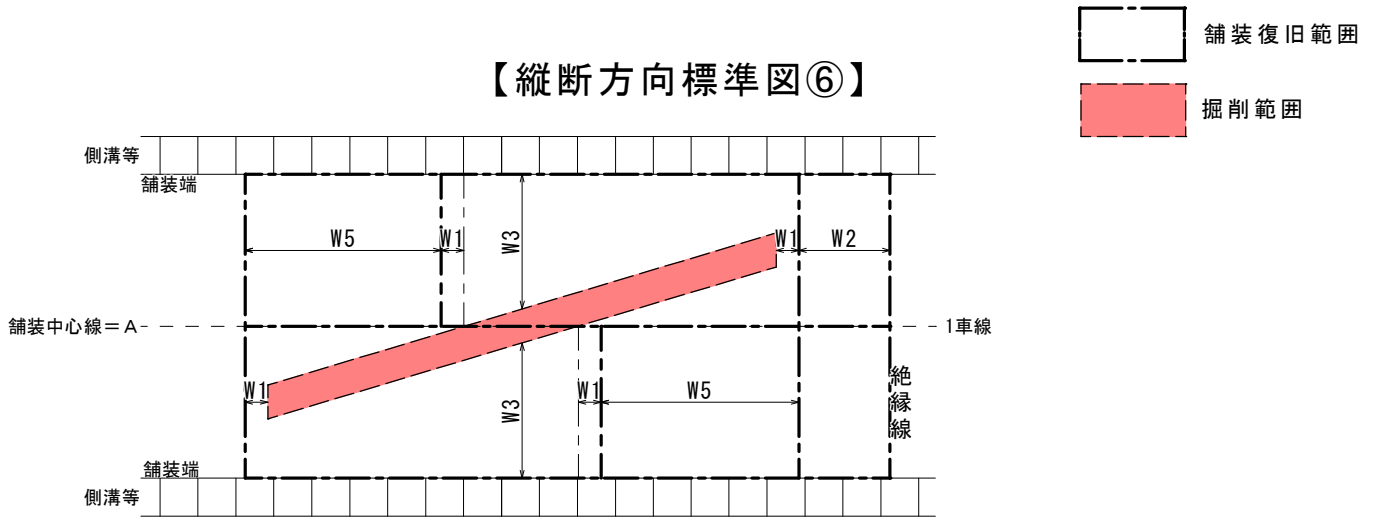 舗装復旧範囲
【縦断方向標準図⑥】
掘削範囲
側溝等
舗装端
W5
W1
W3
W1
W2
舗装中心線=A
1車線
W1
W3
W1
W5
絶縁線
舗装端
側溝等